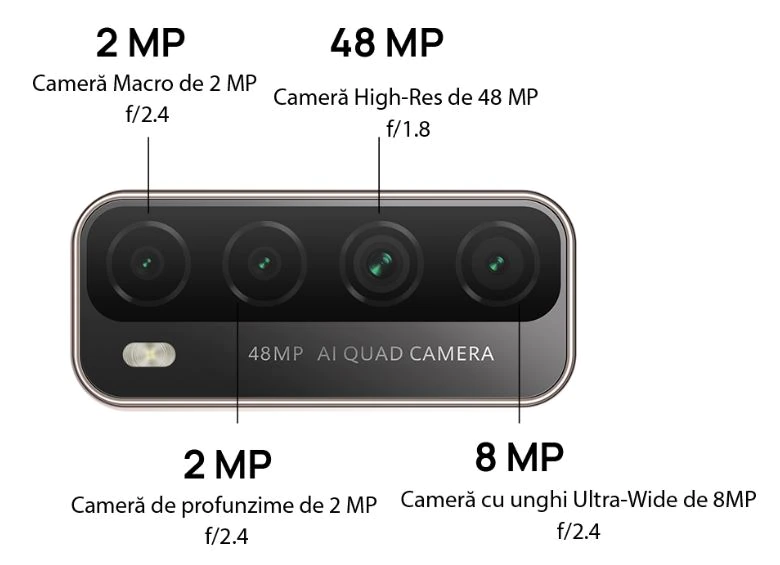 2 MP
Cameră Macro de 2 MP
f/2.4
48 MP
Cameră High-Res de 48 MP
f/1.8
48MP AI QUAD CAMERA
2 MP
Cameră de profunzime de 2 MP
f/2.4
8 MP
Cameră cu unghi Ultra-Wide de 8MP
f/2.4